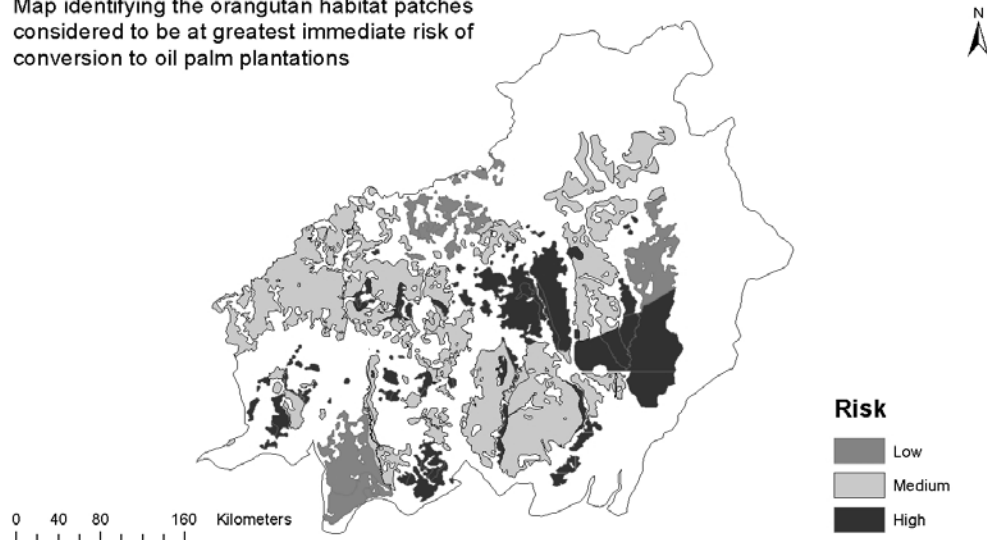 Map identifying the orangutan habitat patches
considered to be at greatest immediate risk of
conversion to oil palm plantations
N
Risk
Low
Medium
High
0 40 80 160 Kilometers